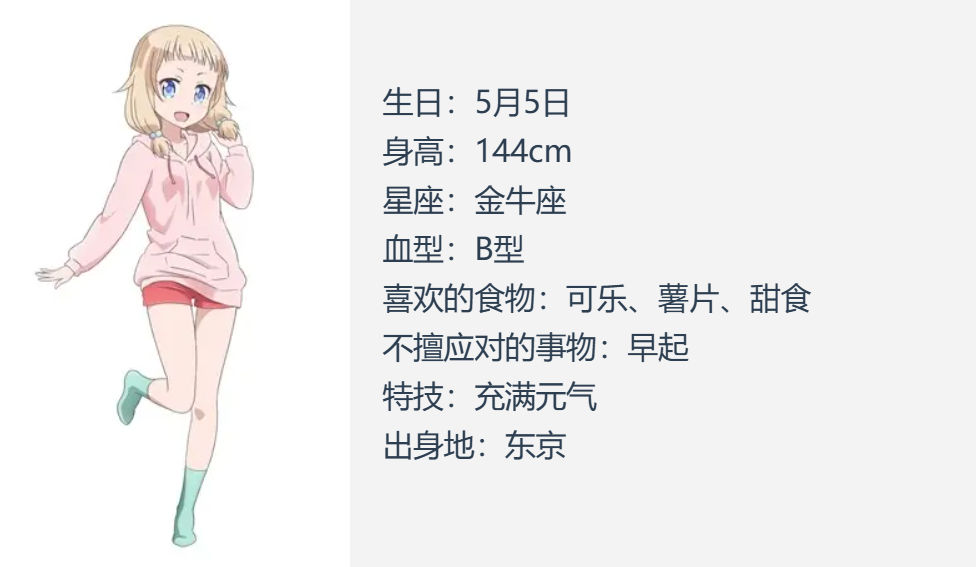 生日：5月5日
身高：144cm
星座：金牛座
血型：B型
喜欢的食物：可乐、薯片、甜食
不擅应对的事物：早起
特技：充满元气
出身地：东京